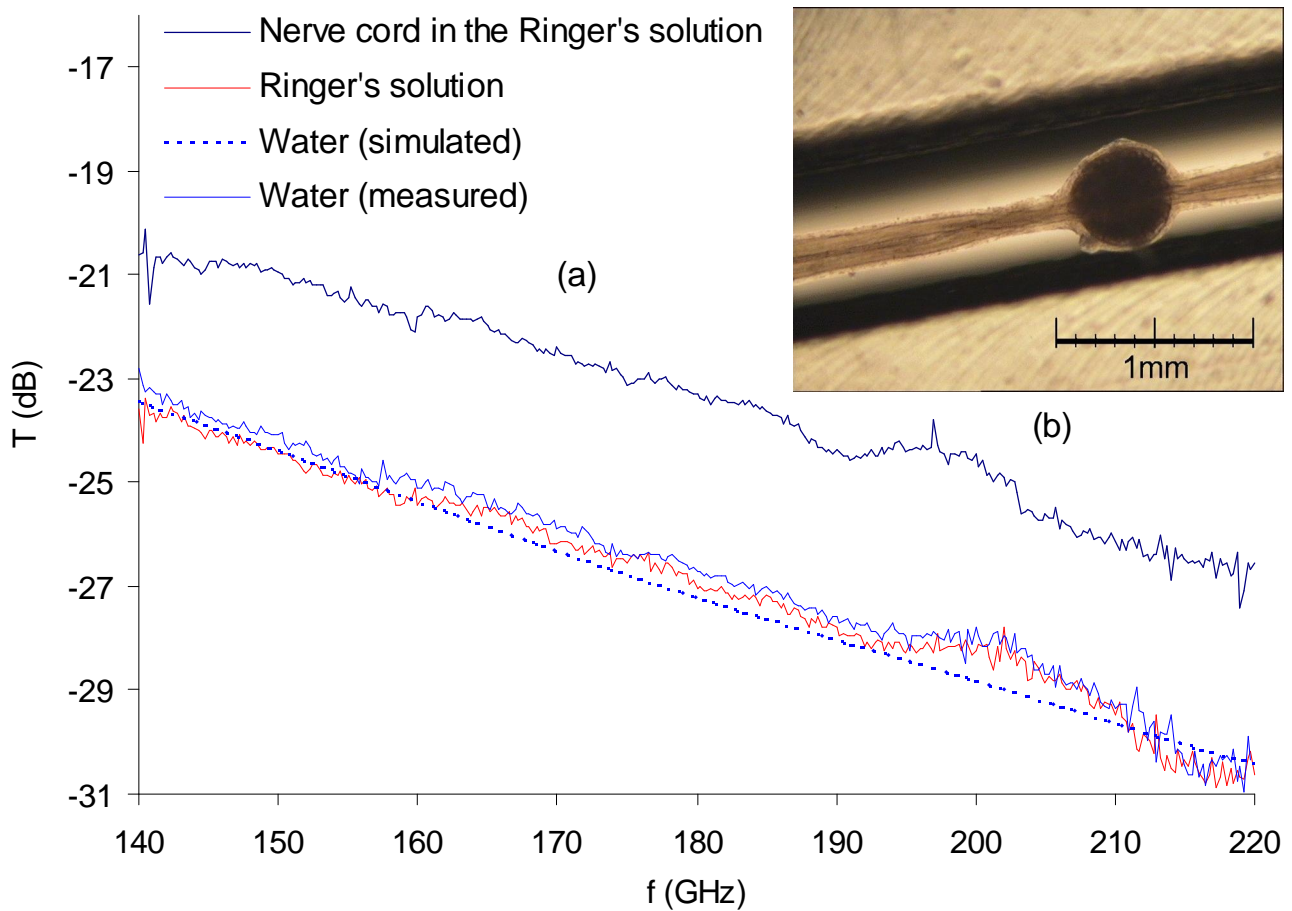 Nerve cord in the Ringer's solution
Ringer's solution
Water (simulated)
Water (measured)
(a)
1mm
(b)
T (dB)
-17
-19
-21
-23
-25
-27
-29
-31
140 150 160 170 180 190 200 210 220
f (GHz)